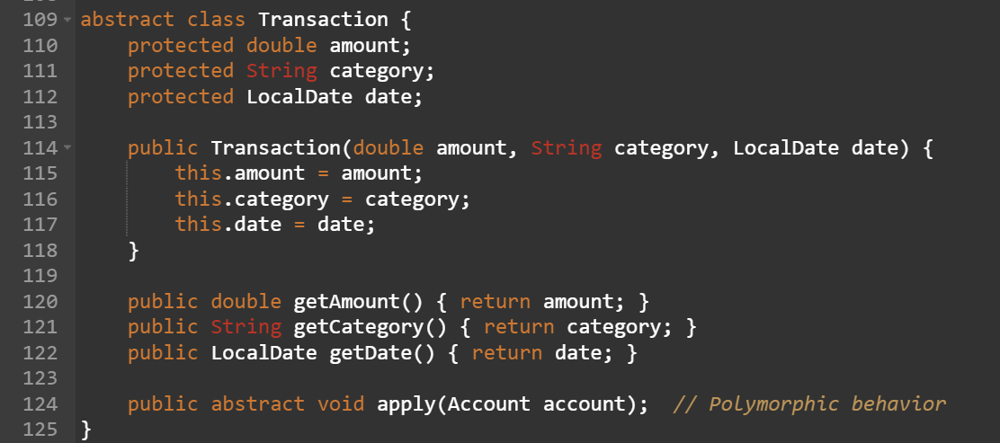 109 abstract class Transaction {
110     protected double amount;
111     protected String category;
112     protected LocalDate date;
113
114     public Transaction(double amount, String category, LocalDate date) {
115         this.amount = amount;
116         this.category = category;
117         this.date = date;
118     }
119
120     public double getAmount() { return amount; }
121     public String getCategory() { return category; }
122     public LocalDate getDate() { return date; }
123
124     public abstract void apply(Account account);  // Polymorphic behavior
125 }